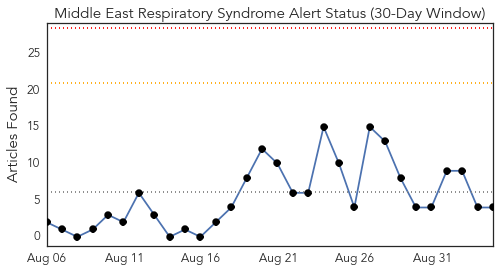 Middle East Respiratory Syndrome Alert Status (30-Day Window)
Articles Found
25
20
15
10
5
0
Aug 06 Aug 11 Aug 16 Aug 21 Aug 26 Aug 31